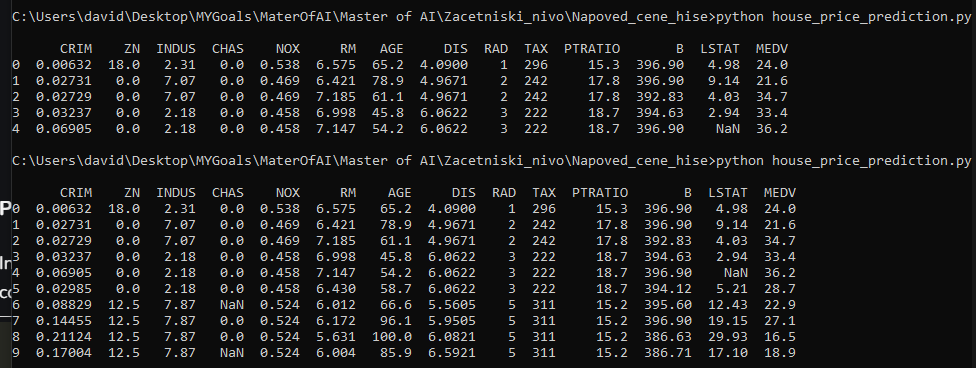 C:\Users\david\Desktop\MYGoals\MaterOfAI\Master of AI\Zacetniski_nivo\Napoved_cene_hise>python house_price_prediction.py
CRIM ZN INDUS CHAS NOX RM AGE DIS RAD TAX PTRATIO B LSTAT MEDV
0 0.00632 18.0 2.31 0.0 0.538 6.575 65.2 4.0900 1 296 15.3 396.90 4.98 24.0
1 0.02731 0.0 7.07 0.0 0.469 6.421 78.9 4.9671 2 242 17.8 396.90 9.14 21.6
2 0.02729 0.0 7.07 0.0 0.469 7.185 61.1 4.9671 2 242 17.8 392.83 4.03 34.7
3 0.03237 0.0 2.18 0.0 0.458 6.998 45.8 6.0622 3 222 18.7 394.63 2.94 33.4
4 0.06905 0.0 2.18 0.0 0.458 7.147 54.2 6.0622 3 222 18.7 396.90 NaN 36.2
C:\Users\david\Desktop\MYGoals\MaterOfAI\Master of AI\Zacetniski_nivo\Napoved_cene_hise>python house_price_prediction.py
CRIM ZN INDUS CHAS NOX RM AGE DIS RAD TAX PTRATIO B LSTAT MEDV
0 0.00632 18.0 2.31 0.0 0.538 6.575 65.2 4.0900 1 296 15.3 396.90 4.98 24.0
1 0.02731 0.0 7.07 0.0 0.469 6.421 78.9 4.9671 2 242 17.8 396.90 9.14 21.6
2 0.02729 0.0 7.07 0.0 0.469 7.185 61.1 4.9671 2 242 17.8 392.83 4.03 34.7
3 0.03237 0.0 2.18 0.0 0.458 6.998 45.8 6.0622 3 222 18.7 394.63 2.94 33.4
4 0.06905 0.0 2.18 0.0 0.458 7.147 54.2 6.0622 3 222 18.7 396.90 NaN 36.2
5 0.02985 0.0 2.18 0.0 0.458 6.430 58.7 6.0622 3 222 18.7 394.12 5.21 28.7
6 0.08829 12.5 7.87 NaN 0.524 6.012 66.6 5.5605 5 311 15.2 395.60 12.43 22.9
7 0.14455 12.5 7.87 0.0 0.524 6.172 96.1 5.9505 5 311 15.2 396.90 19.15 27.1
8 0.21124 12.5 7.87 0.0 0.524 5.631 100.0 6.0821 5 311 15.2 386.63 29.93 16.5
9 0.17004 12.5 7.87 NaN 0.524 6.004 85.9 6.5921 5 311 15.2 386.71 17.10 18.9